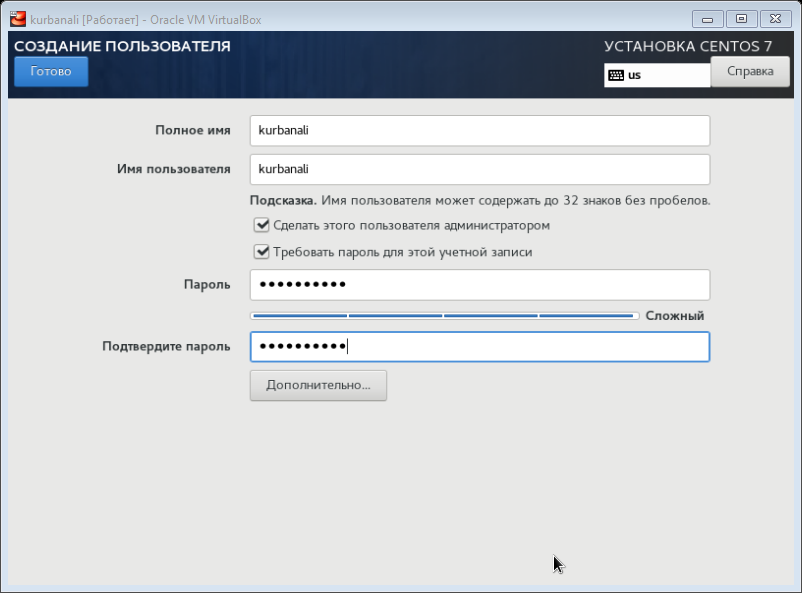 kurbanali [Работает] - Oracle VM VirtualBox
СОЗДАНИЕ ПОЛЬЗОВАТЕЛЯ
УСТАНОВКА CENTOS 7
Готово
us
Справка
Полное имя
kurbanali
Имя пользователя
kurbanali
Подсказка. Имя пользователя может содержать до 32 знаков без пробелов.
Сделать этого пользователя администратором
Требовать пароль для этой учетной записи
Пароль
●●●●●●●●●●
Сложный
Подтвердите пароль
●●●●●●●●●●
Дополнительно...